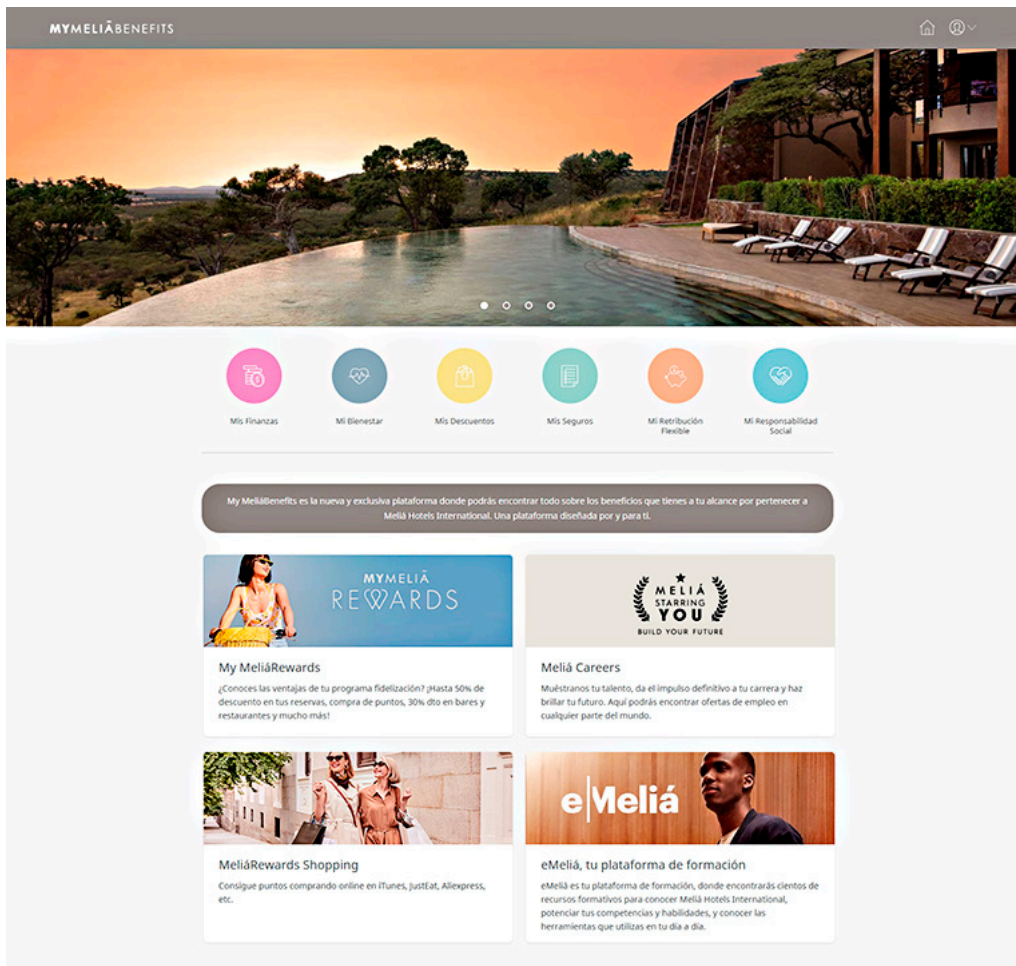 MYMELIÃBENEFITS
Mis Finanzas
Mi Bienestar
Mis Descuentos
Mis Seguros
Mi Retribución
Flexible
Mi Responsabilidad
Social
My MeliáBenefits es la nueva y exclusiva plataforma donde podrás encontrar todo sobre los beneficios que tienes a tu alcance por pertenecer a
Meliá Hotels International. Una plataforma diseñada por y para ti.
MYMELIÃ
REWARDS
My MeliáRewards
¿Conoces las ventajas de tu programa fidelización? ¡Hasta 50% de
descuento en tus reservas, compra de puntos, 30% dto en bares y
restaurantes y mucho más!
MELIÁ
STARRING
YOU
BUILD YOUR FUTURE
Meliá Careers
Muéstranos tu talento, da el impulso definitivo a tu carrera y haz
brillar tu futuro. Aquí podrás encontrar ofertas de empleo en
cualquier parte del mundo.
MeliáRewards Shopping
Consigue puntos comprando online en iTunes, JustEat, Aliexpress,
etc.
e|Meliá
eMeliá, tu plataforma de formación
eMeliá es tu plataforma de formación, donde encontrarás cientos de
recursos formativos para conocer Meliá Hotels International,
potenciar tus competencias y habilidades, y conocer las
herramientas que utilizas en tu día a día.